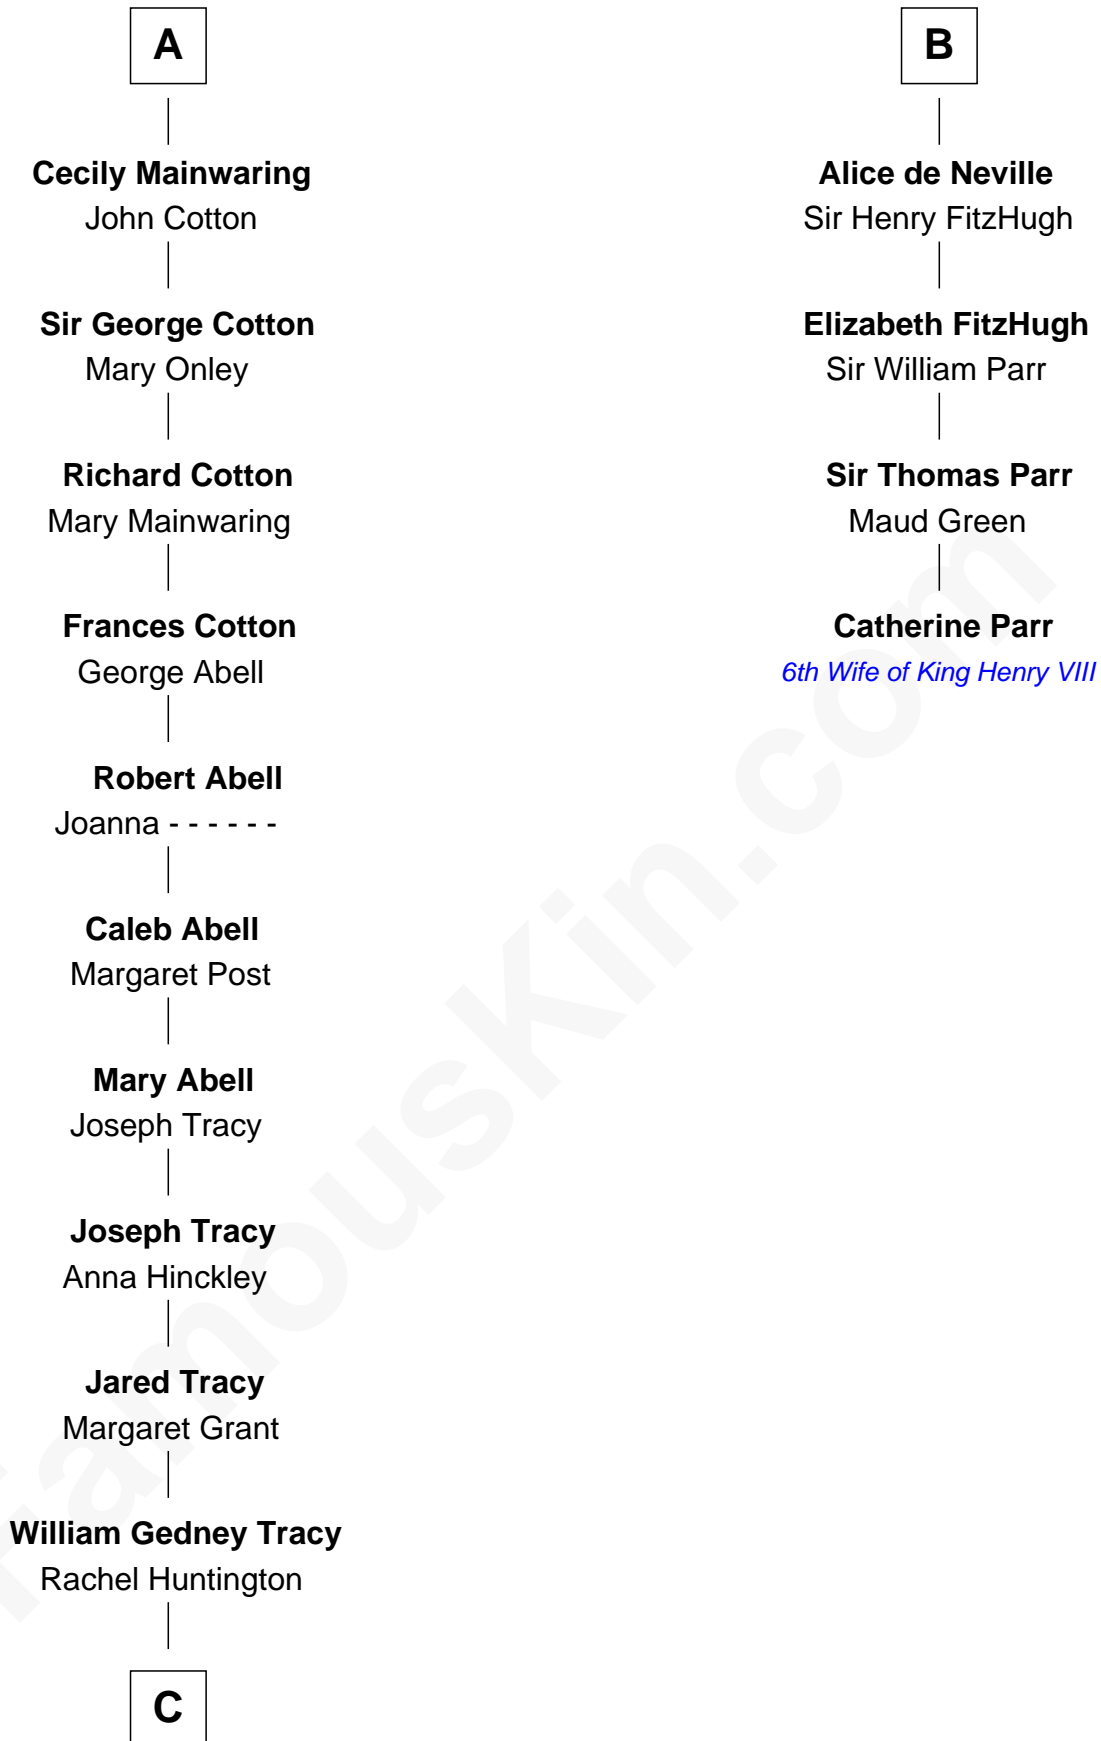 A
Cecily Mainwaring
John Cotton
Sir George Cotton
Mary Onley
Richard Cotton
Mary Mainwaring
Frances Cotton
George Abell
Robert Abell
Joanna - - - - - -
Caleb Abell
Margaret Post
Mary Abell
Joseph Tracy
Joseph Tracy
Anna Hinckley
Jared Tracy
Margaret Grant
William Gedney Tracy
Rachel Huntington
C
B
Alice de Neville
Sir Henry FitzHugh
Elizabeth FitzHugh
Sir William Parr
Sir Thomas Parr
Maud Green
Catherine Parr
6th Wife of King Henry VIII
FamousKin.com